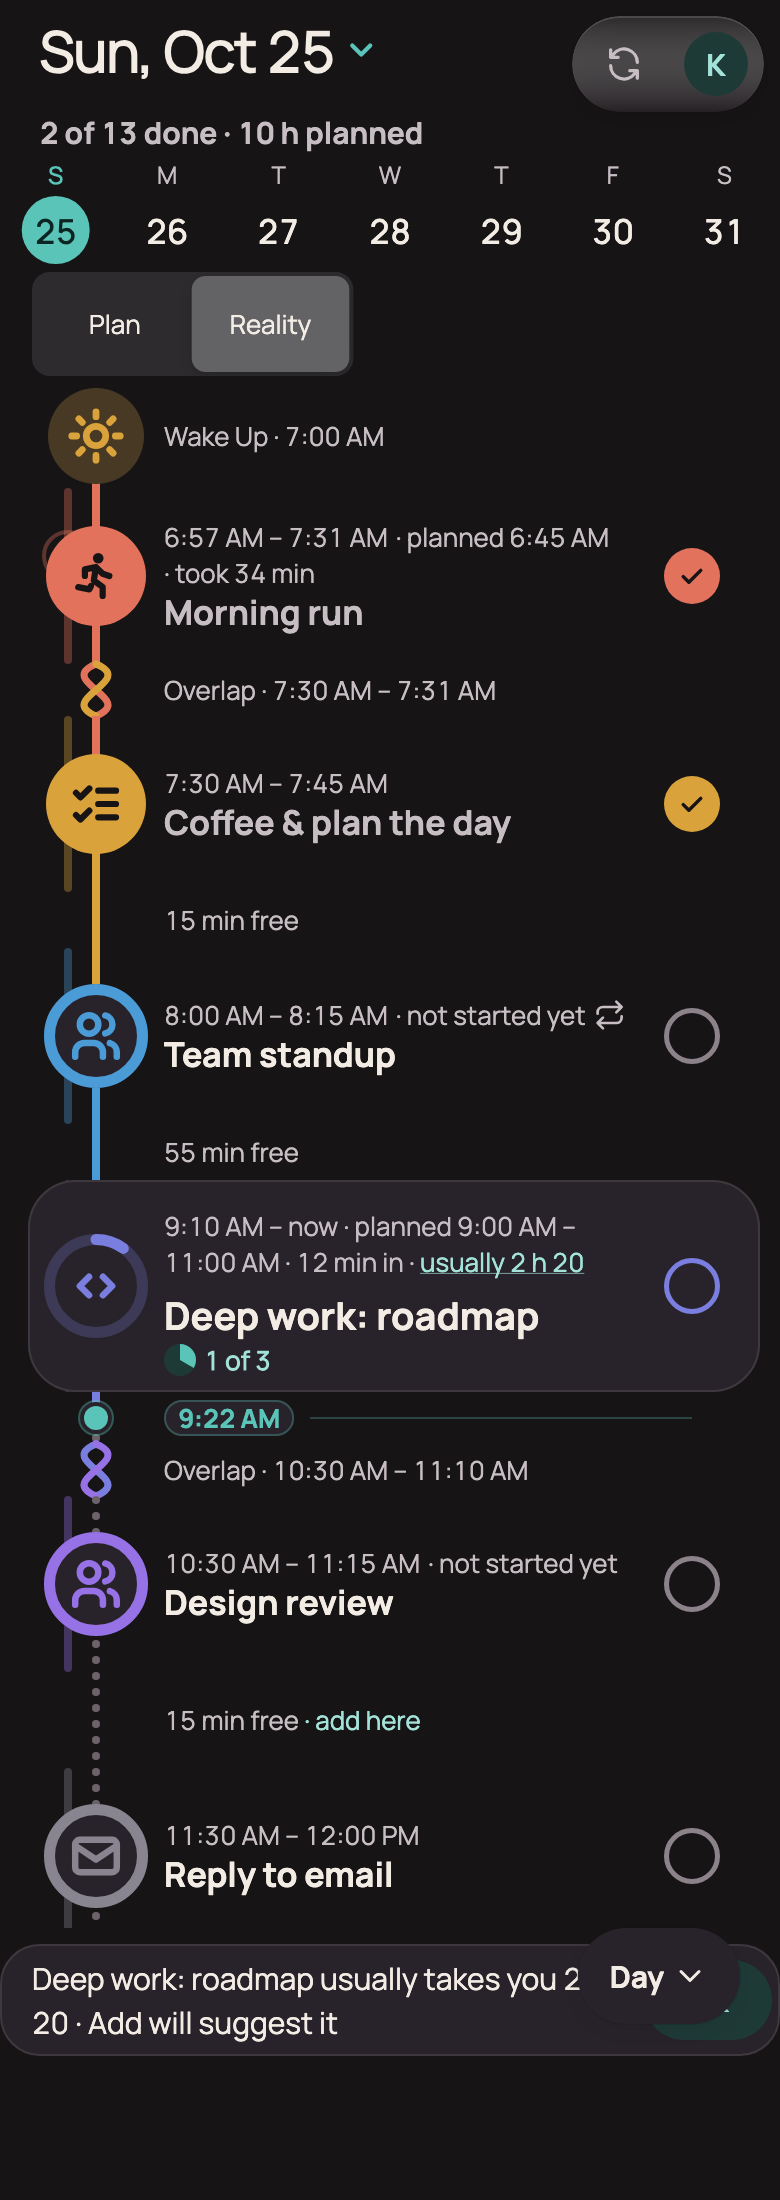 Sun, Oct 25
K
2 of 13 done · 10 h planned
S M T W T F S
25 26 27 28 29 30 31
Plan Reality
Wake Up · 7:00 AM
6:57 AM – 7:31 AM · planned 6:45 AM
· took 34 min
Morning run
Overlap · 7:30 AM – 7:31 AM
7:30 AM – 7:45 AM
Coffee & plan the day
15 min free
8:00 AM – 8:15 AM · not started yet
Team standup
55 min free
9:10 AM – now · planned 9:00 AM –
11:00 AM · 12 min in · usually 2 h 20
Deep work: roadmap
1 of 3
9:22 AM
Overlap · 10:30 AM – 11:10 AM
10:30 AM – 11:15 AM · not started yet
Design review
15 min free · add here
11:30 AM – 12:00 PM
Reply to email
Deep work: roadmap usually takes you 2
20 · Add will suggest it
Day